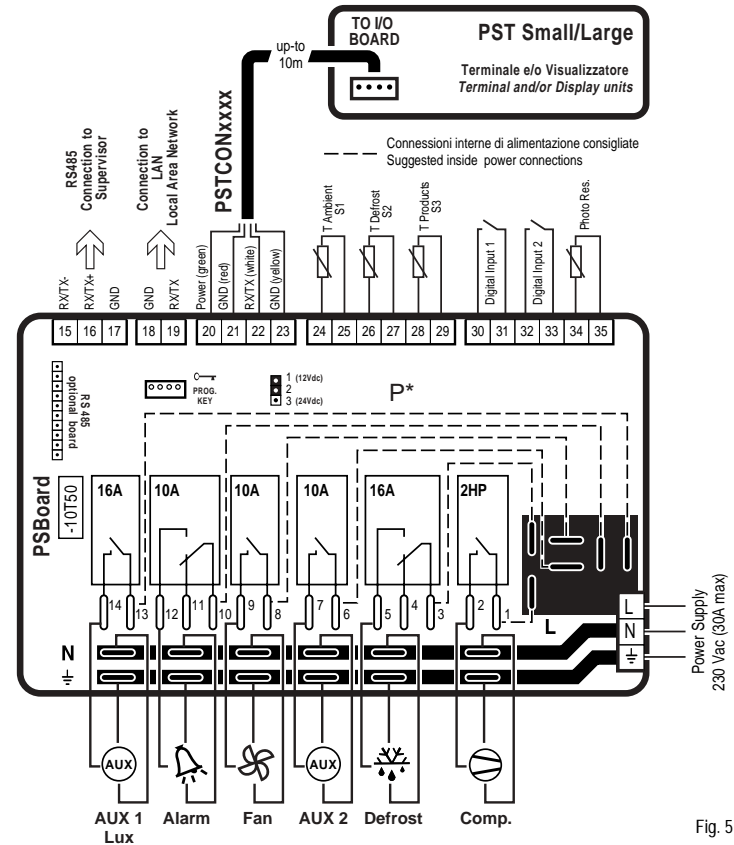 TO I/O
BOARD
PST Small/Large
Terminale e/o Visualizzatore
Terminal and/or Display units
up-to
10m
Connessioni interne di alimentazione consigliate
Suggested inside power connections
RS485
Connection to
Supervisor
Connection to
LAN
Local Area Network
PSTCONxxxx
RX/TX-
RX/TX+
GND
GND
RX/TX
Power (green)
GND (red)
RX/TX (white)
GND (yellow)
T Ambient
S1
T Defrost
S2
T Products
S3
Digital Input 1
Digital Input 2
Photo Res.
15 16 17 18 19 20 21 22 23 24 25 26 27 28 29 30 31 32 33 34 35
RS 485
optional board
PROG.
KEY
1 (12Vdc)
2
3 (24Vdc)
P*
PSBoard
-10T50
16A 10A 10A 10A 16A 2HP
14 13 12 11 10 9 8 7 6 5 4 3 2 1
L
L
N
N
Power Supply
230 Vac (30A max)
AUX
AUX
AUX 1
Lux
Alarm
Fan
AUX 2
Defrost
Comp.
Fig. 5